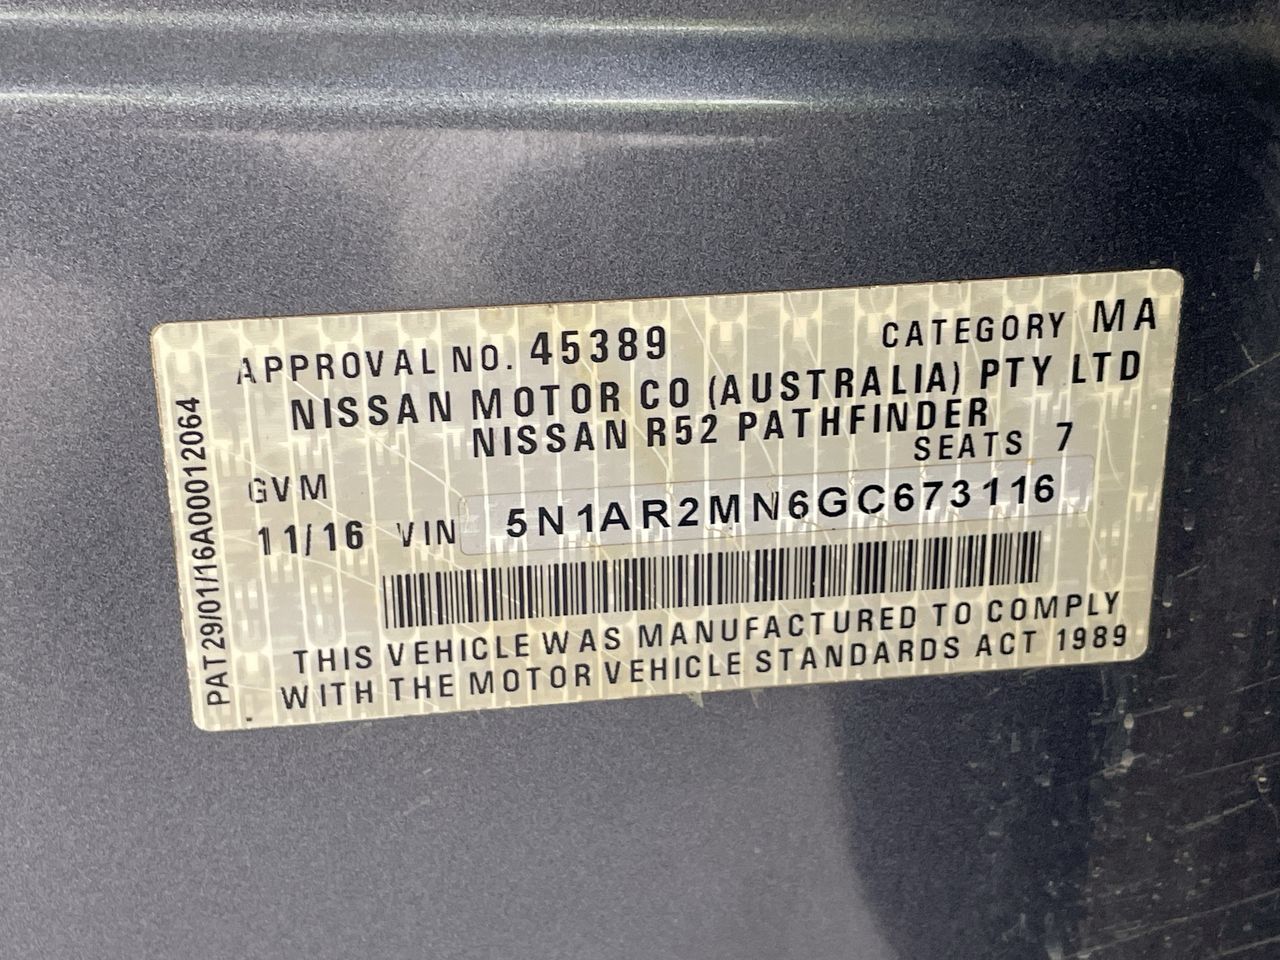 APPROVAL NO. 45389 CATEGORY MA
NISSAN MOTOR CO (AUSTRALIA) PTY LTD
NISSAN R52 PATHFINDER
SEATS 7
GVM
11/16 VIN 5N1AR2MN6GC673116
THIS VEHICLE WAS MANUFACTURED TO COMPLY
WITH THE MOTOR VEHICLE STANDARDS ACT 1989
PAT29/01/16A00012064